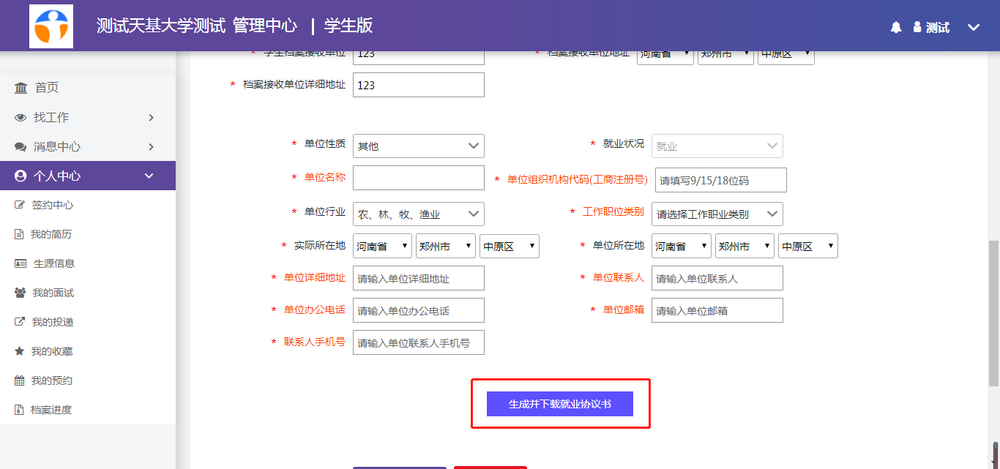 测试天基大学测试 管理中心 | 学生版
测试
首页
找工作
消息中心
个人中心
签约中心
我的简历
生源信息
我的面试
我的投递
我的收藏
我的预约
档案进度
* 学生档案接收单位 123 * 档案接收单位地址 河南省 郑州市 中原区
* 档案接收单位详细地址 123
* 单位性质 其他 * 就业状况 就业
* 单位名称 * 单位组织机构代码(工商注册号) 请填写9/15/18位码
* 单位行业 农、林、牧、渔业 * 工作职位类别 请选择工作职业类别
* 实际所在地 河南省 郑州市 中原区 * 单位所在地 河南省 郑州市 中原区
* 单位详细地址 请输入单位详细地址 * 单位联系人 请输入单位联系人
* 单位办公电话 请输入单位办公电话 * 单位邮箱 请输入单位邮箱
* 联系人手机号 请输入单位联系人手机号
生成并下载就业协议书